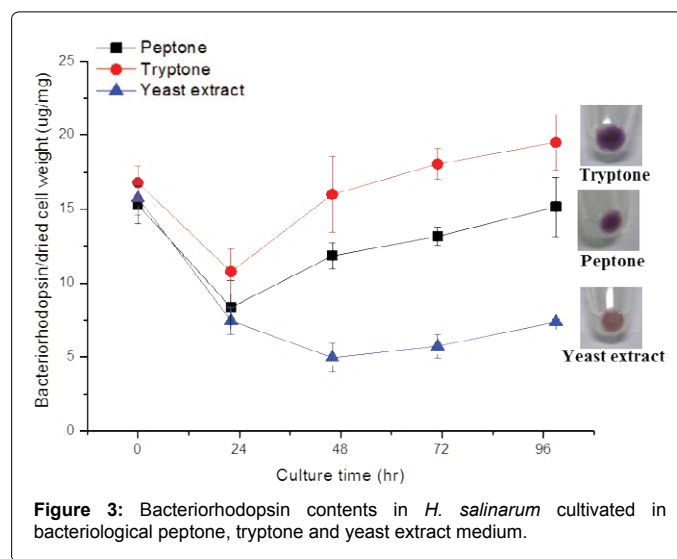 Peptone
Tryptone
Yeast extract
25
20
15
10
5
0
Bacteriorhodopsin/dried cell weight (ug/mg)
0
24
48
72
96
Culture time (hr)
Tryptone
Peptone
Yeast extract
Figure 3: Bacteriorhodopsin contents in H. salinarum cultivated in
bacteriological peptone, tryptone and yeast extract medium.